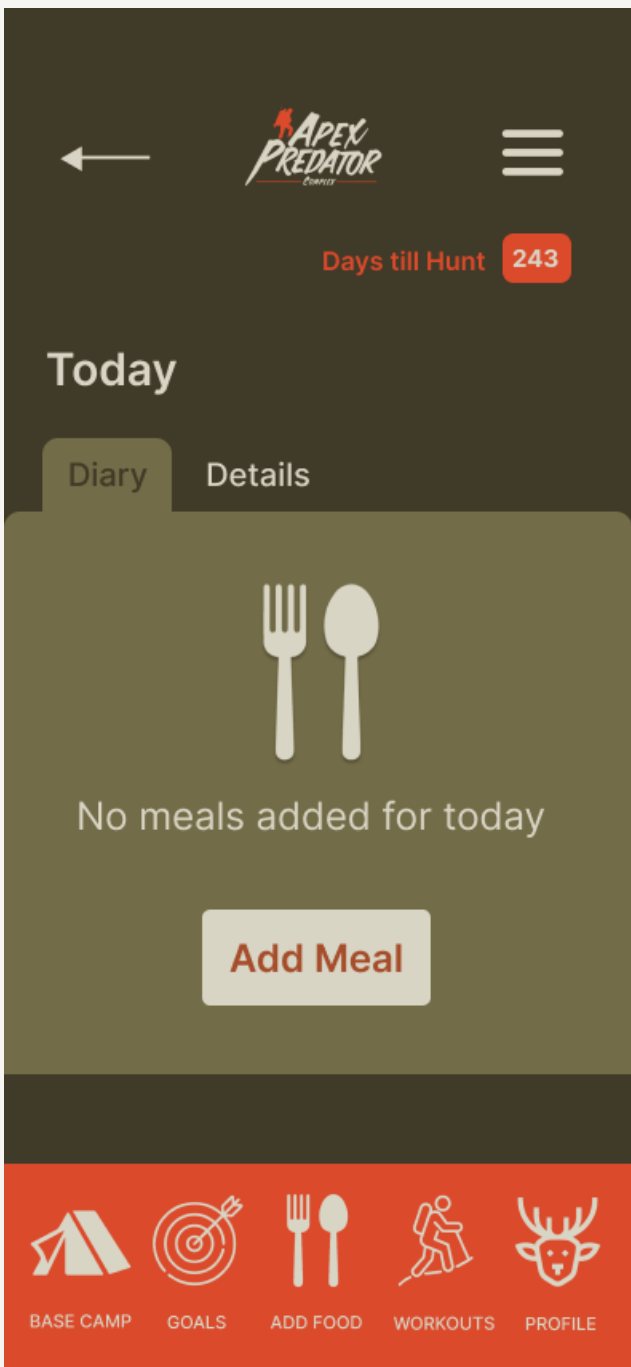 APEX
PREDATOR
COMPLEX
Days till Hunt 243
Today
Diary Details
No meals added for today
Add Meal
BASE CAMP GOALS ADD FOOD WORKOUTS PROFILE